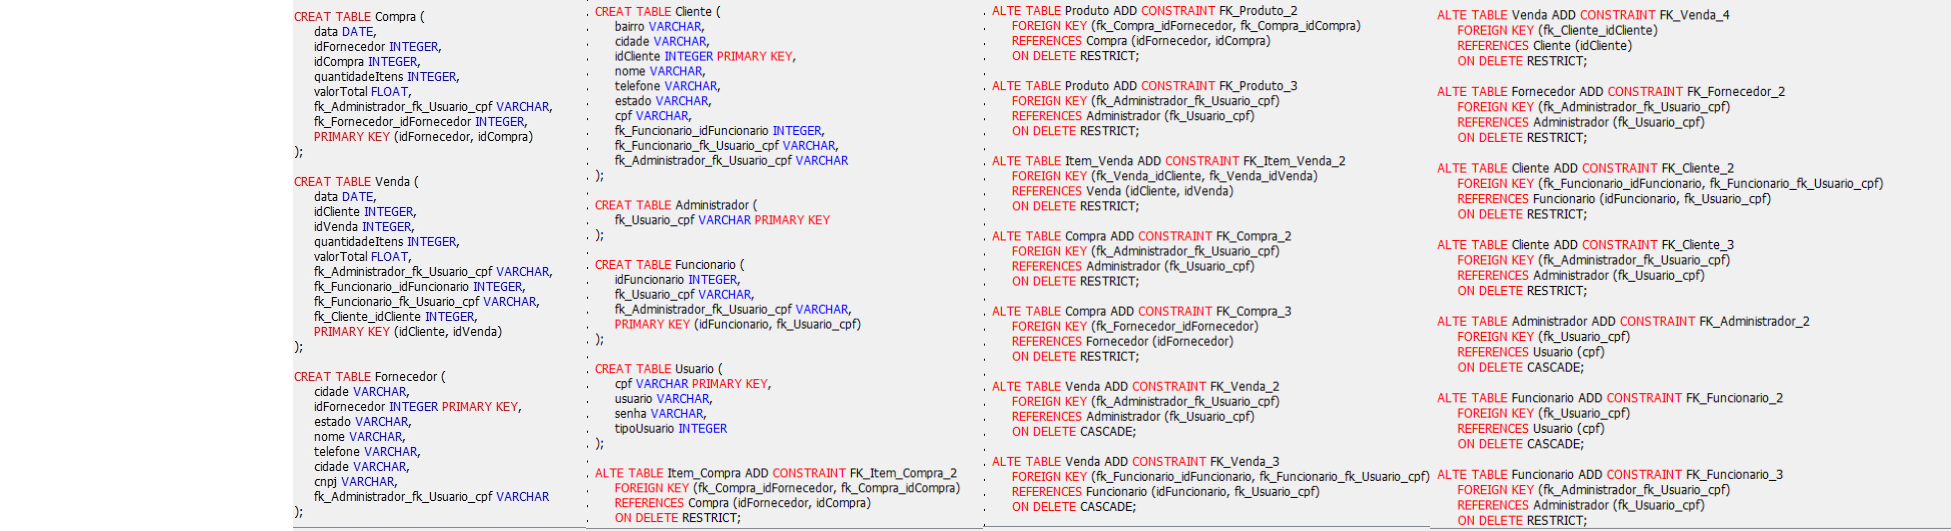 CREAT TABLE Compra (
data DATE,
idFornecedor INTEGER,
idCompra INTEGER,
quantidadeItens INTEGER,
valorTotal FLOAT,
fk_Administrador_fk_Usuario_cpf VARCHAR,
fk_Fornecedor_idFornecedor INTEGER,
PRIMARY KEY (idFornecedor, idCompra)
);
CREAT TABLE Venda (
data DATE,
idCliente INTEGER,
idVenda INTEGER,
quantidadeItens INTEGER,
valorTotal FLOAT,
fk_Administrador_fk_Usuario_cpf VARCHAR,
fk_Funcionario_idFuncionario INTEGER,
fk_Funcionario_fk_Usuario_cpf VARCHAR,
fk_Cliente_idCliente INTEGER,
PRIMARY KEY (idCliente, idVenda)
);
CREAT TABLE Fornecedor (
cidade VARCHAR,
idFornecedor INTEGER PRIMARY KEY,
estado VARCHAR,
nome VARCHAR,
telefone VARCHAR,
cidade VARCHAR,
cnpj VARCHAR,
fk_Administrador_fk_Usuario_cpf VARCHAR
);
CREAT TABLE Cliente (
bairro VARCHAR,
cidade VARCHAR,
idCliente INTEGER PRIMARY KEY,
nome VARCHAR,
telefone VARCHAR,
estado VARCHAR,
cpf VARCHAR,
fk_Funcionario_idFuncionario INTEGER,
fk_Funcionario_fk_Usuario_cpf VARCHAR,
fk_Administrador_fk_Usuario_cpf VARCHAR
);
CREAT TABLE Administrador (
fk_Usuario_cpf VARCHAR PRIMARY KEY
);
CREAT TABLE Funcionario (
idFuncionario INTEGER,
fk_Usuario_cpf VARCHAR,
fk_Administrador_fk_Usuario_cpf VARCHAR,
PRIMARY KEY (idFuncionario, fk_Usuario_cpf)
);
CREAT TABLE Usuario (
cpf VARCHAR PRIMARY KEY,
usuario VARCHAR,
senha VARCHAR,
tipoUsuario INTEGER
);
ALTE TABLE Item_Compra ADD CONSTRAINT FK_Item_Compra_2
FOREIGN KEY (fk_Compra_idFornecedor, fk_Compra_idCompra)
REFERENCES Compra (idFornecedor, idCompra)
ON DELETE RESTRICT;
ALTE TABLE Produto ADD CONSTRAINT FK_Produto_2
FOREIGN KEY (fk_Compra_idFornecedor, fk_Compra_idCompra)
REFERENCES Compra (idFornecedor, idCompra)
ON DELETE RESTRICT;
ALTE TABLE Produto ADD CONSTRAINT FK_Produto_3
FOREIGN KEY (fk_Administrador_fk_Usuario_cpf)
REFERENCES Administrador (fk_Usuario_cpf)
ON DELETE RESTRICT;
ALTE TABLE Item_Venda ADD CONSTRAINT FK_Item_Venda_2
FOREIGN KEY (fk_Venda_idCliente, fk_Venda_idVenda)
REFERENCES Venda (idCliente, idVenda)
ON DELETE RESTRICT;
ALTE TABLE Compra ADD CONSTRAINT FK_Compra_2
FOREIGN KEY (fk_Administrador_fk_Usuario_cpf)
REFERENCES Administrador (fk_Usuario_cpf)
ON DELETE RESTRICT;
ALTE TABLE Compra ADD CONSTRAINT FK_Compra_3
FOREIGN KEY (fk_Fornecedor_idFornecedor)
REFERENCES Fornecedor (idFornecedor)
ON DELETE RESTRICT;
ALTE TABLE Venda ADD CONSTRAINT FK_Venda_2
FOREIGN KEY (fk_Administrador_fk_Usuario_cpf)
REFERENCES Administrador (fk_Usuario_cpf)
ON DELETE CASCADE;
ALTE TABLE Venda ADD CONSTRAINT FK_Venda_3
FOREIGN KEY (fk_Funcionario_idFuncionario, fk_Funcionario_fk_Usuario_cpf)
REFERENCES Funcionario (idFuncionario, fk_Usuario_cpf)
ON DELETE CASCADE;
ALTE TABLE Venda ADD CONSTRAINT FK_Venda_4
FOREIGN KEY (fk_Cliente_idCliente)
REFERENCES Cliente (idCliente)
ON DELETE RESTRICT;
ALTE TABLE Fornecedor ADD CONSTRAINT FK_Fornecedor_2
FOREIGN KEY (fk_Administrador_fk_Usuario_cpf)
REFERENCES Administrador (fk_Usuario_cpf)
ON DELETE RESTRICT;
ALTE TABLE Cliente ADD CONSTRAINT FK_Cliente_2
FOREIGN KEY (fk_Funcionario_idFuncionario, fk_Funcionario_fk_Usuario_cpf)
REFERENCES Funcionario (idFuncionario, fk_Usuario_cpf)
ON DELETE RESTRICT;
ALTE TABLE Cliente ADD CONSTRAINT FK_Cliente_3
FOREIGN KEY (fk_Administrador_fk_Usuario_cpf)
REFERENCES Administrador (fk_Usuario_cpf)
ON DELETE RESTRICT;
ALTE TABLE Administrador ADD CONSTRAINT FK_Administrador_2
FOREIGN KEY (fk_Usuario_cpf)
REFERENCES Usuario (cpf)
ON DELETE CASCADE;
ALTE TABLE Funcionario ADD CONSTRAINT FK_Funcionario_2
FOREIGN KEY (fk_Usuario_cpf)
REFERENCES Usuario (cpf)
ON DELETE CASCADE;
ALTE TABLE Funcionario ADD CONSTRAINT FK_Funcionario_3
FOREIGN KEY (fk_Administrador_fk_Usuario_cpf)
REFERENCES Administrador (fk_Usuario_cpf)
ON DELETE RESTRICT;